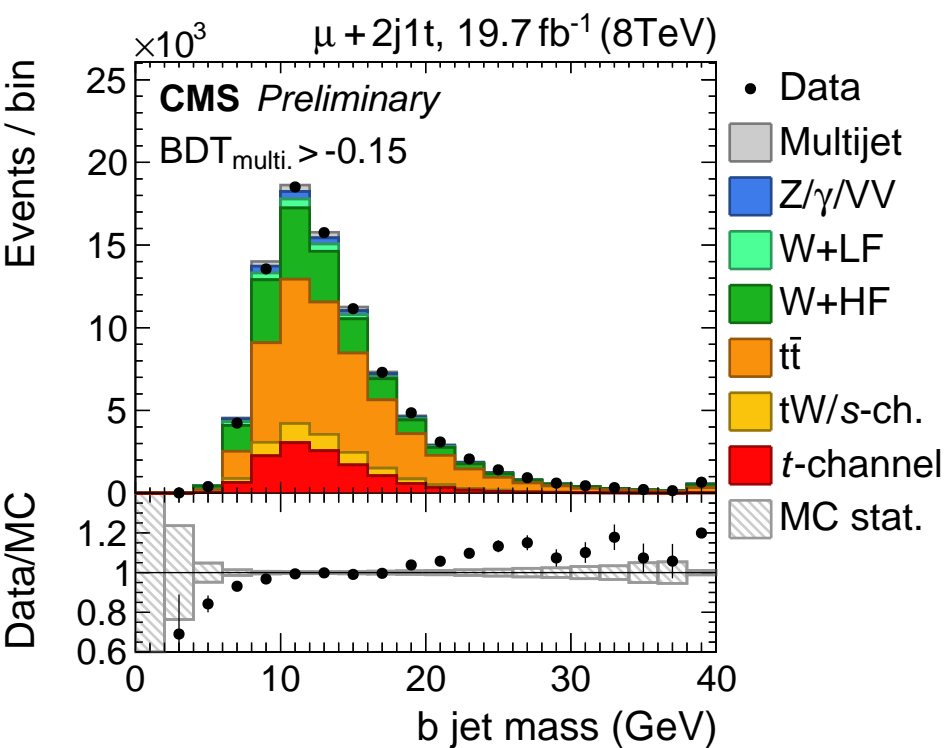 ×10³
μ + 2j1t, 19.7 fb⁻¹ (8TeV)
CMS Preliminary
BDT_multi. > -0.15
Events / bin
25
20
15
10
5
0
Data
Multijet
Z/γ/VV
W+LF
W+HF
tt̄
tW/s-ch.
t-channel
MC stat.
Data/MC
1.2
1
0.8
0.6
0
10
20
30
40
b jet mass (GeV)